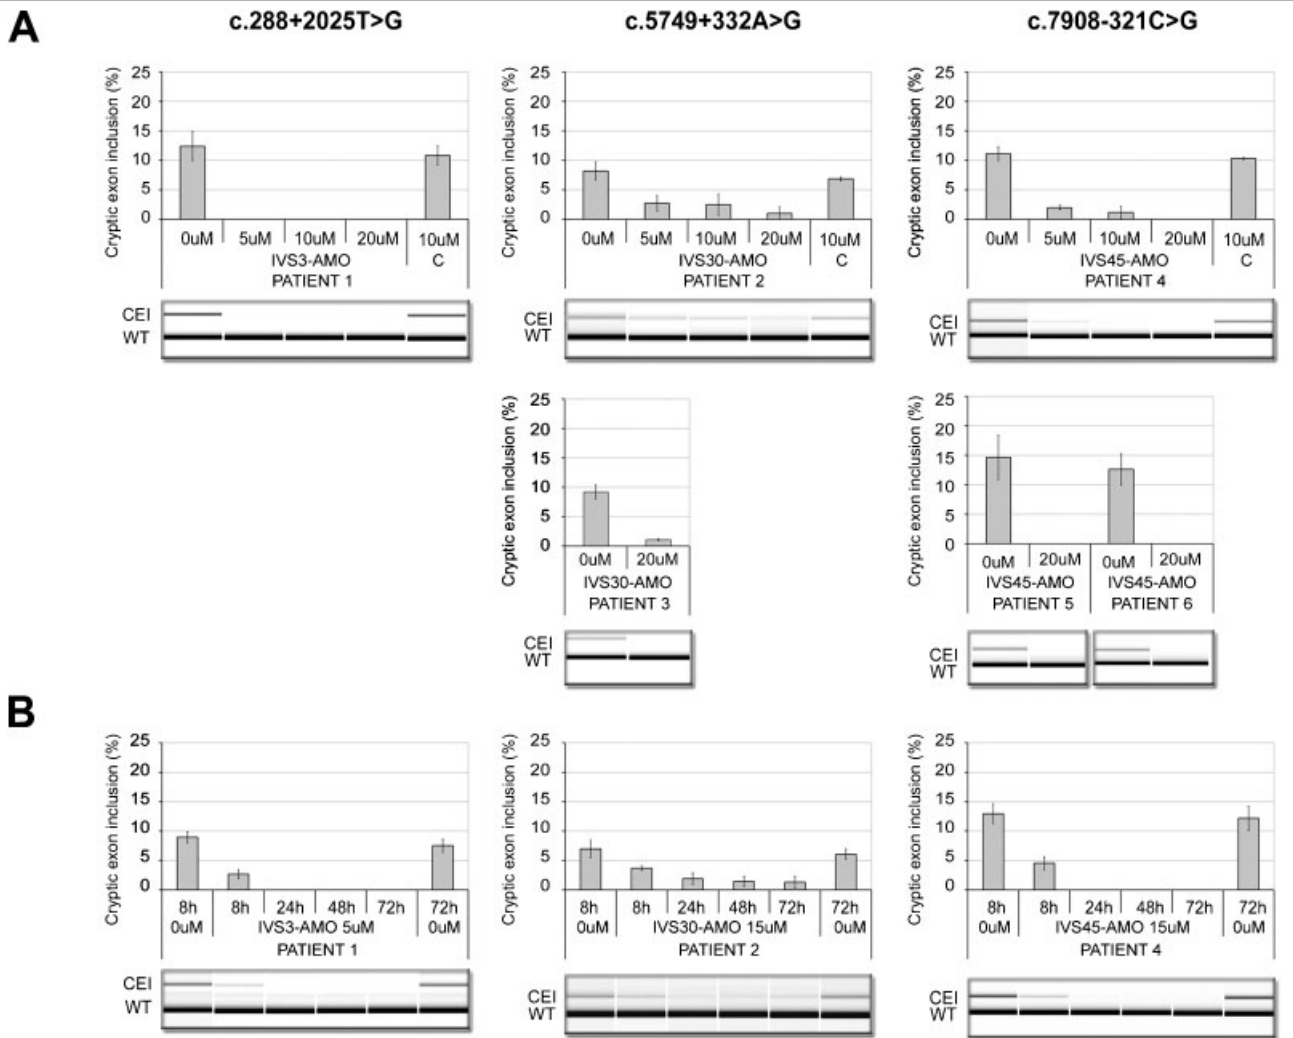 A
c.288+2025T>G c.5749+332A>G c.7908-321C>G
Cryptic exon inclusion (%) 25 20 15 10 5 0
0uM 5uM 10uM 20uM 10uM
IVS3-AMO C
PATIENT 1
CEI
WT
Cryptic exon inclusion (%) 25 20 15 10 5 0
0uM 5uM 10uM 20uM 10uM
IVS30-AMO C
PATIENT 2
CEI
WT
Cryptic exon inclusion (%) 25 20 15 10 5 0
0uM 5uM 10uM 20uM 10uM
IVS45-AMO C
PATIENT 4
CEI
WT
Cryptic exon inclusion (%) 25 20 15 10 5 0
0uM 20uM
IVS30-AMO
PATIENT 3
CEI
WT
Cryptic exon inclusion (%) 25 20 15 10 5 0
0uM 20uM 0uM 20uM
IVS45-AMO IVS45-AMO
PATIENT 5 PATIENT 6
CEI
WT
B
Cryptic exon inclusion (%) 25 20 15 10 5 0
8h 8h 24h 48h 72h 72h
0uM IVS3-AMO 5uM 0uM
PATIENT 1
CEI
WT
Cryptic exon inclusion (%) 25 20 15 10 5 0
8h 8h 24h 48h 72h 72h
0uM IVS30-AMO 15uM 0uM
PATIENT 2
CEI
WT
Cryptic exon inclusion (%) 25 20 15 10 5 0
8h 8h 24h 48h 72h 72h
0uM IVS45-AMO 15uM 0uM
PATIENT 4
CEI
WT